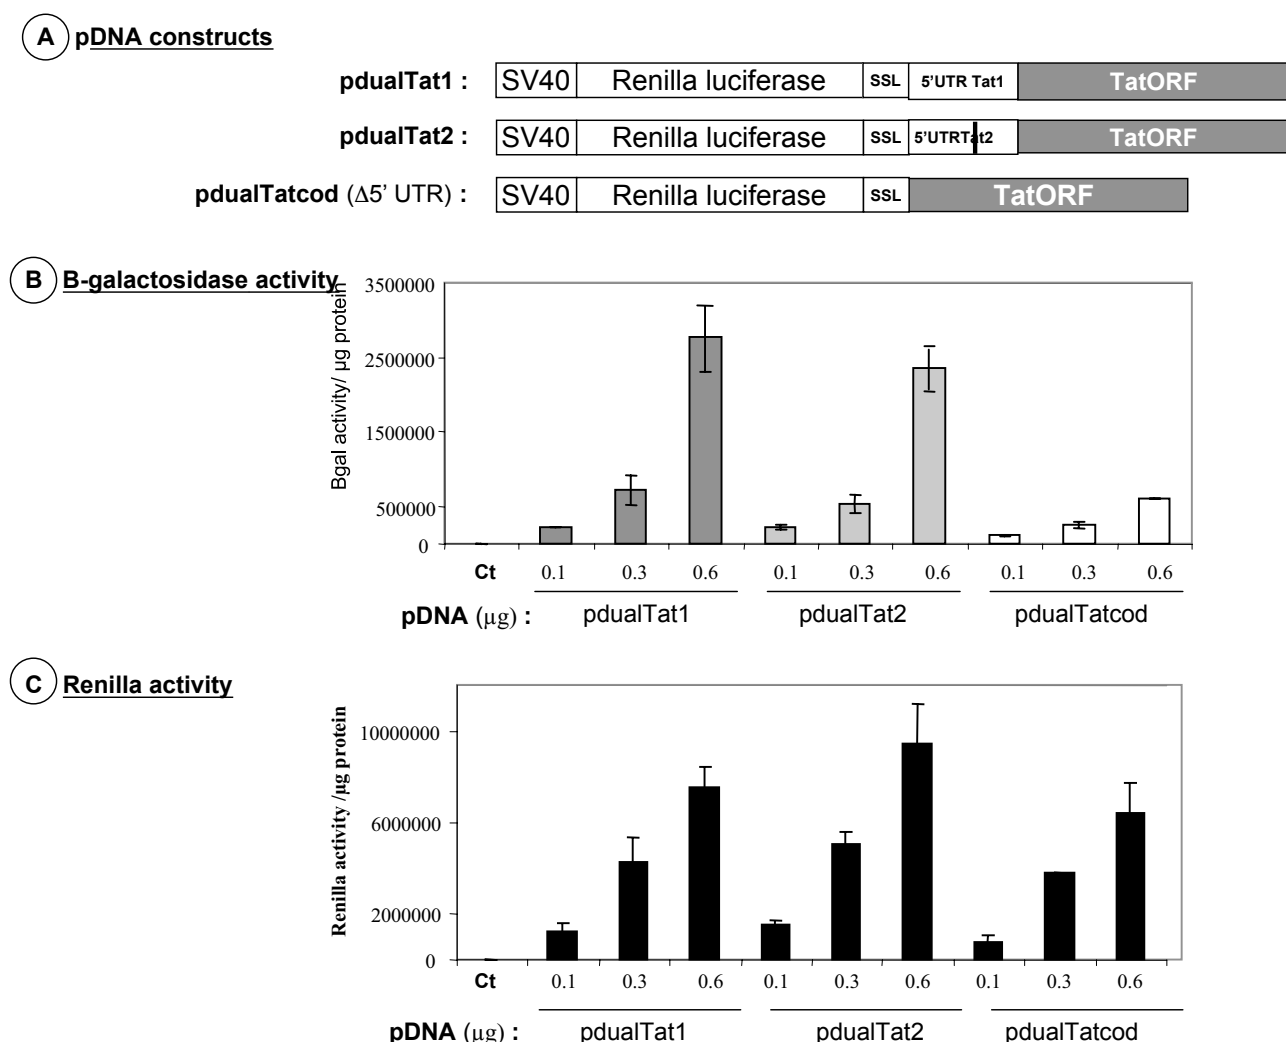 A pDNA constructs
pdualTat1 : SV40 Renilla luciferase SSL 5'UTR Tat1 TatORF
pdualTat2 : SV40 Renilla luciferase SSL 5'UTRTat2 TatORF
pdualTatcod (Δ5' UTR) : SV40 Renilla luciferase SSL TatORF
B B-galactosidase activity
Bgal activity/ µg protein
3500000
2500000
1500000
500000
0
Ct 0.1 0.3 0.6 0.1 0.3 0.6 0.1 0.3 0.6
pDNA (µg) : pdualTat1 pdualTat2 pdualTatcod
C Renilla activity
Renilla activity /µg protein
10000000
6000000
2000000
0
Ct 0.1 0.3 0.6 0.1 0.3 0.6 0.1 0.3 0.6
pDNA (µg) : pdualTat1 pdualTat2 pdualTatcod